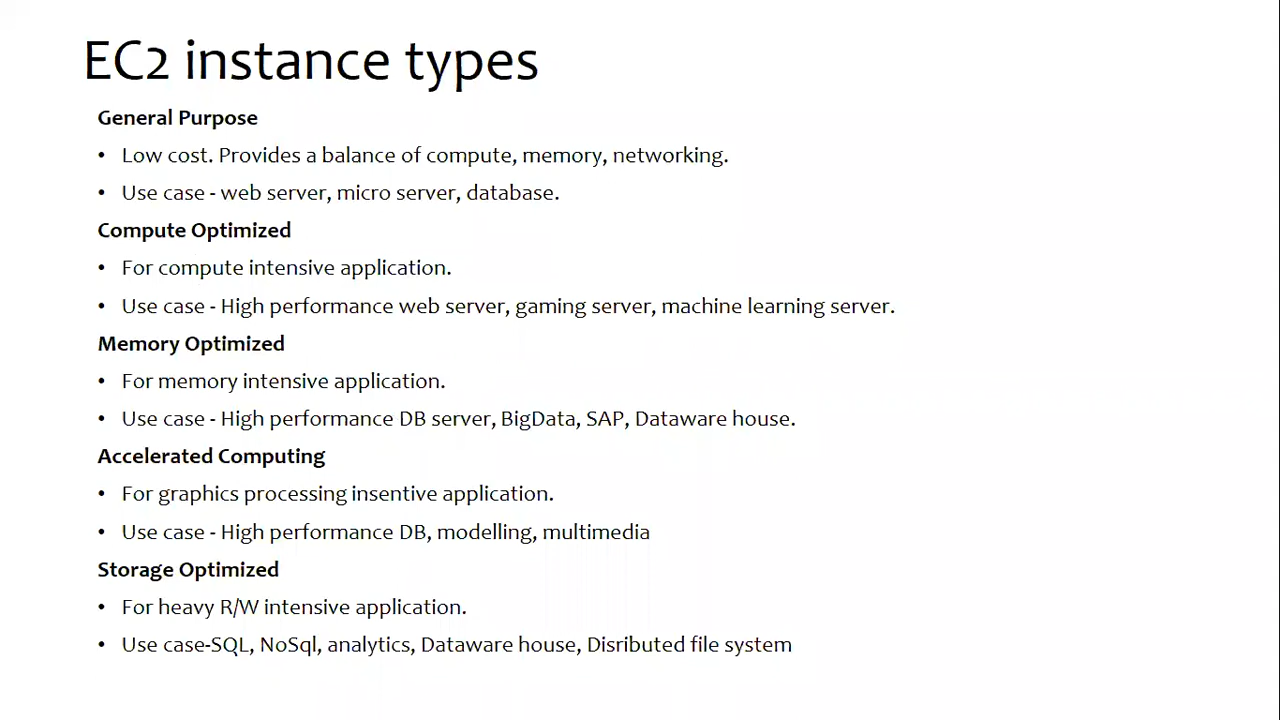 EC2 instance types
General Purpose
• Low cost. Provides a balance of compute, memory, networking.
• Use case - web server, micro server, database.
Compute Optimized
• For compute intensive application.
• Use case - High performance web server, gaming server, machine learning server.
Memory Optimized
• For memory intensive application.
• Use case - High performance DB server, BigData, SAP, Dataware house.
Accelerated Computing
• For graphics processing insentive application.
• Use case - High performance DB, modelling, multimedia
Storage Optimized
• For heavy R/W intensive application.
• Use case-SQL, NoSql, analytics, Dataware house, Disributed file system